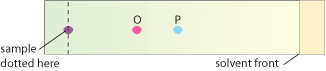 O
P
sample
dotted here
solvent front